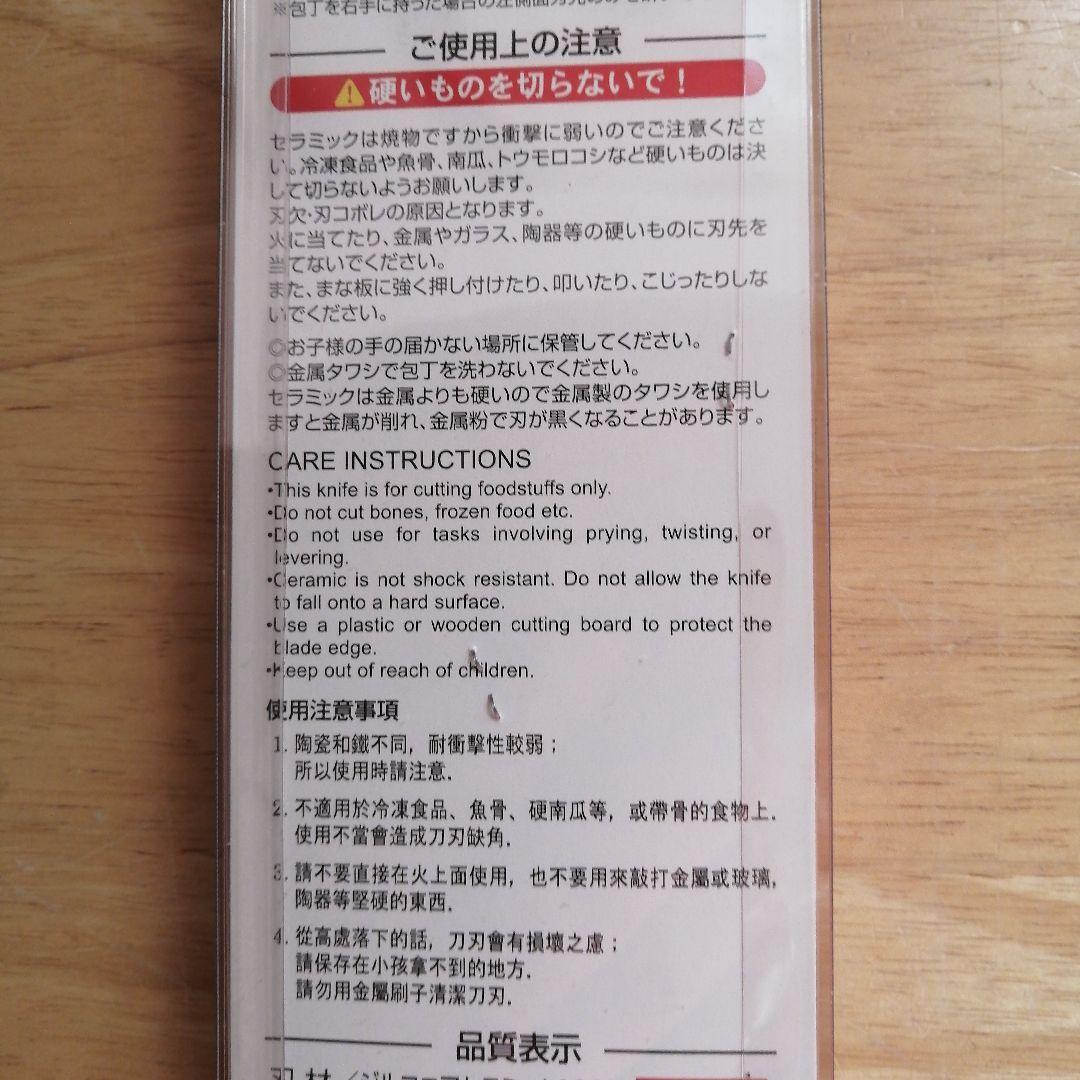 ※包丁を右手に持った場合の左側面刃先
ご使用上の注意
⚠硬いものを切らないで！
セラミックは焼物ですから衝撃に弱いのでご注意くださ
い。冷凍食品や魚骨、南瓜、トウモロコシなど硬いものは決
して切らないようお願いします。
刃欠・刃コボレの原因となります。
火に当てたり、金属やガラス、陶器等の硬いものに刃先を
当てないでください。
また、まな板に強く押し付けたり、叩いたり、こじったりしな
いでください。
◎お子様の手の届かない場所に保管してください。
◎金属タワシで包丁を洗わないでください。
セラミックは金属よりも硬いので金属製のタワシを使用し
ますと金属が削れ、金属粉で刃が黒くなることがあります。
CARE INSTRUCTIONS
•This knife is for cutting foodstuffs only.
•Do not cut bones, frozen food etc.
•Do not use for tasks involving prying, twisting, or
levering.
•Ceramic is not shock resistant. Do not allow the knife
to fall onto a hard surface.
•Use a plastic or wooden cutting board to protect the
blade edge.
•Keep out of reach of children.
使用注意事項
1. 陶瓷和鐵不同，耐衝擊性較弱；
所以使用時請注意．
2. 不適用於冷凍食品、魚骨、硬南瓜等，或帶骨的食物上．
使用不當會造成刀刃缺角．
3. 請不要直接在火上面使用，也不要用來敲打金屬或玻璃，
陶器等堅硬的東西．
4. 從高處落下的話，刀刃會有損壞之慮；
請保存在小孩拿不到的地方．
請勿用金屬刷子清潔刀刃．
品質表示
刃 材